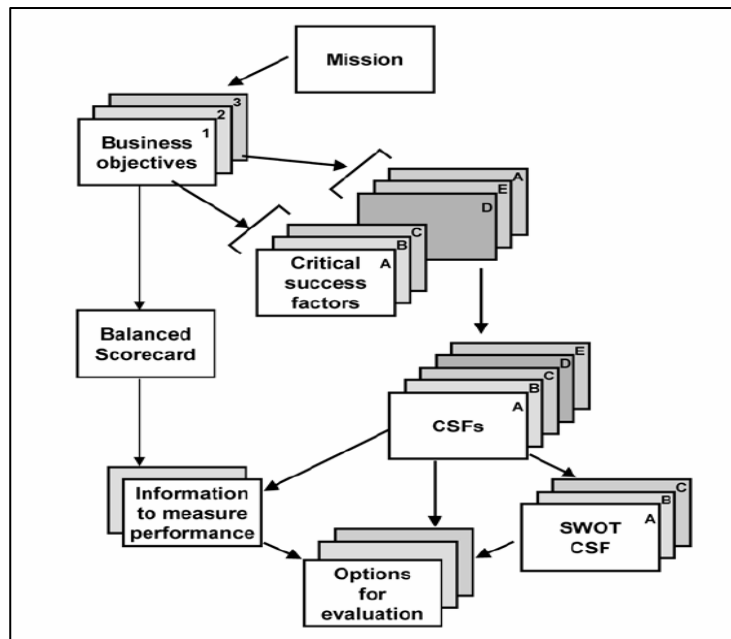 Mission
3
2
1
Business
objectives
A
E
D
C
B
A
Critical
success
factors
Balanced
Scorecard
E
D
C
B
A
CSFs
Information
to measure
performance
C
B
A
SWOT
CSF
Options
for
evaluation